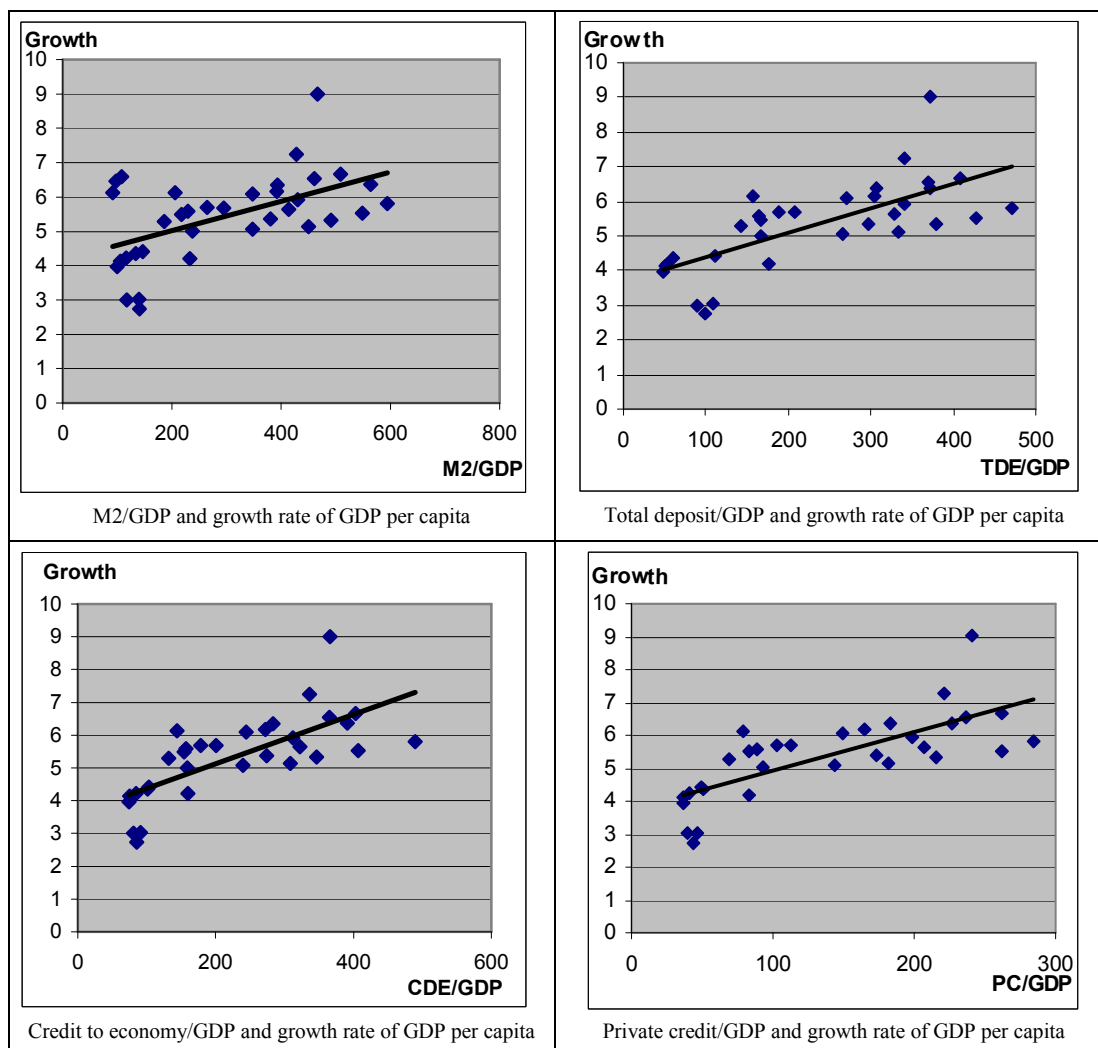 Growth
10
9
8
7
6
5
4
3
2
1
0
0 200 400 600 800
M2/GDP
M2/GDP and growth rate of GDP per capita
Growth
10
9
8
7
6
5
4
3
2
1
0
0 100 200 300 400 500
TDE/GDP
Total deposit/GDP and growth rate of GDP per capita
Growth
10
9
8
7
6
5
4
3
2
1
0
0 200 400 600
CDE/GDP
Credit to economy/GDP and growth rate of GDP per capita
Growth
10
9
8
7
6
5
4
3
2
1
0
0 100 200 300
PC/GDP
Private credit/GDP and growth rate of GDP per capita